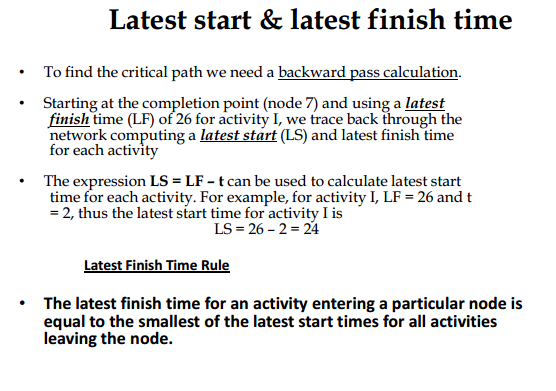 Latest start & latest finish time
• To find the critical path we need a backward pass calculation.
• Starting at the completion point (node 7) and using a latest
finish time (LF) of 26 for activity I, we trace back through the
network computing a latest start (LS) and latest finish time
for each activity
• The expression LS = LF – t can be used to calculate latest start
time for each activity. For example, for activity I, LF = 26 and t
= 2, thus the latest start time for activity I is
LS = 26 – 2 = 24
Latest Finish Time Rule
• The latest finish time for an activity entering a particular node is
equal to the smallest of the latest start times for all activities
leaving the node.